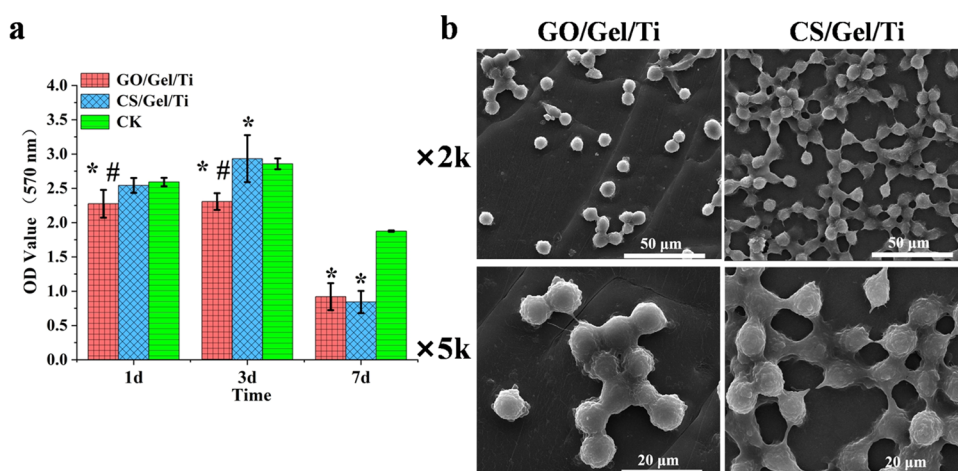 a
GO/Gel/Ti
CS/Gel/Ti
CK
4.0
3.5
3.0
2.5
2.0
1.5
1.0
0.5
0.0
OD Value（570 nm）
* #
* #
*
*
*
1d
3d
7d
Time
b
GO/Gel/Ti
CS/Gel/Ti
×2k
50 μm
50 μm
×5k
20 μm
20 μm